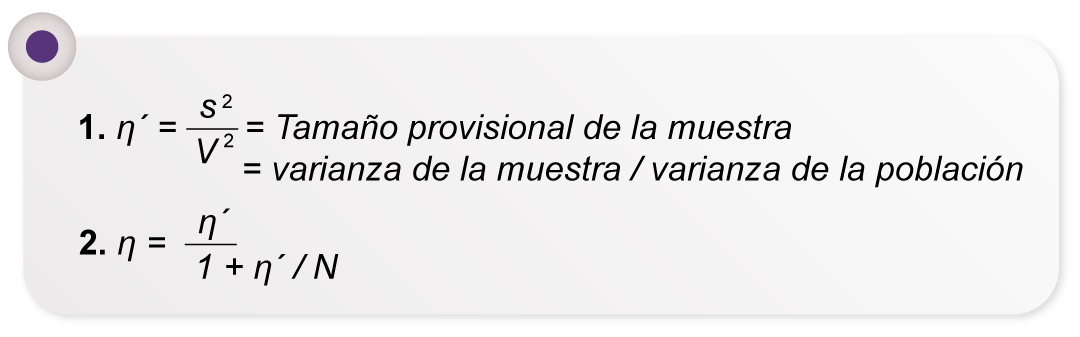 1. η´ = s² / V² = Tamaño provisional de la muestra
= varianza de la muestra / varianza de la población
2. η = η´ / 1 + η´ / N